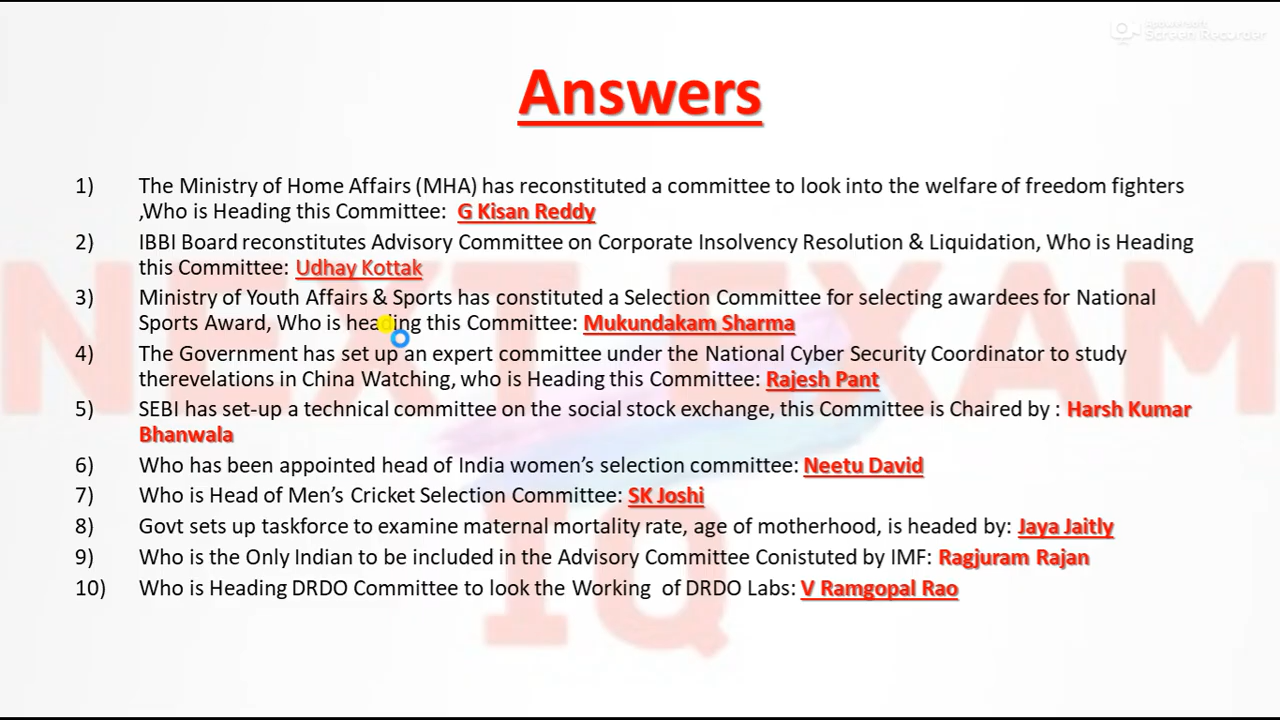 Apowersoft
Screen Recorder
Answers
1) The Ministry of Home Affairs (MHA) has reconstituted a committee to look into the welfare of freedom fighters
,Who is Heading this Committee: G Kisan Reddy
2) IBBI Board reconstitutes Advisory Committee on Corporate Insolvency Resolution & Liquidation, Who is Heading
this Committee: Udhay Kottak
3) Ministry of Youth Affairs & Sports has constituted a Selection Committee for selecting awardees for National
Sports Award, Who is heading this Committee: Mukundakam Sharma
4) The Government has set up an expert committee under the National Cyber Security Coordinator to study
therevelations in China Watching, who is Heading this Committee: Rajesh Pant
5) SEBI has set-up a technical committee on the social stock exchange, this Committee is Chaired by : Harsh Kumar
Bhanwala
6) Who has been appointed head of India women’s selection committee: Neetu David
7) Who is Head of Men’s Cricket Selection Committee: SK Joshi
8) Govt sets up taskforce to examine maternal mortality rate, age of motherhood, is headed by: Jaya Jaitly
9) Who is the Only Indian to be included in the Advisory Committee Conistuted by IMF: Ragjuram Rajan
10) Who is Heading DRDO Committee to look the Working of DRDO Labs: V Ramgopal Rao
NEXT EXAM
IQ